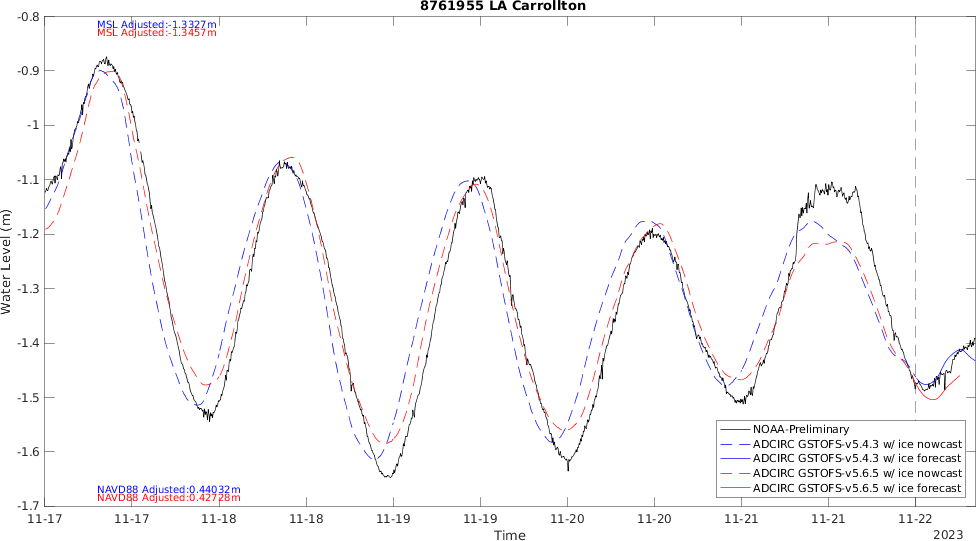 8761955 LA Carrollton
MSL Adjusted:-1.3327m
MSL Adjusted:-1.3457m
-0.8
-0.9
-1
-1.1
-1.2
-1.3
-1.4
-1.5
-1.6
-1.7
Water Level (m)
NOAA-Preliminary
ADCIRC GSTOFS-v5.4.3 w/ ice nowcast
ADCIRC GSTOFS-v5.4.3 w/ ice forecast
ADCIRC GSTOFS-v5.6.5 w/ ice nowcast
ADCIRC GSTOFS-v5.6.5 w/ ice forecast
NAVD88 Adjusted:0.44032m
NAVD88 Adjusted:0.42728m
11-17 11-17 11-18 11-18 11-19 11-19 11-20 11-20 11-21 11-21 11-22
Time
2023